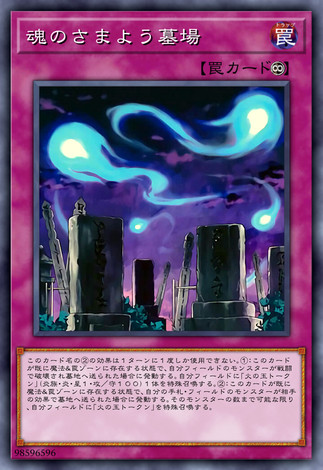 魂のさまよう墓場
トラップ
罠
【罠カード】
このカード名の②の効果は1ターンに1度しか使用できない。①:このカード
が既に魔法&罠ゾーンに存在する状態で、自分フィールドのモンスターが戦闘
で破壊され墓地へ送られた場合に発動する。自分フィールドに「火の玉トーク
ン」(炎族・炎・星1・攻/守100)1体を特殊召喚する。②:このカードが既に魔
法&罠ゾーンに存在する状態で、自分の手札・フィールドのモンスターが相手
の効果で墓地へ送られた場合に発動する。そのモンスターの数まで可能な限
り、自分フィールドに「火の玉トークン」を特殊召喚する。
98596596